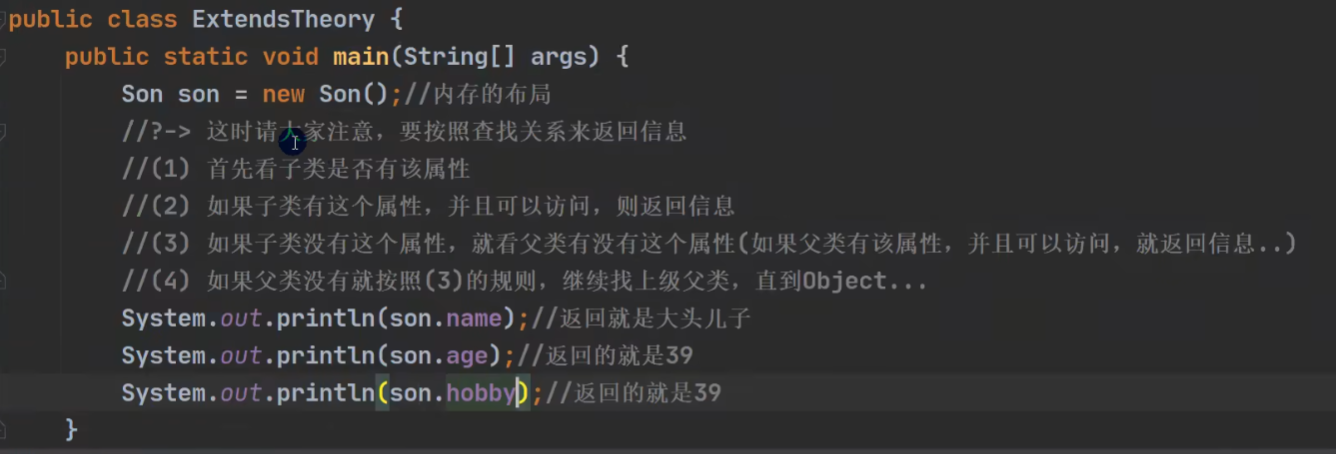 public class ExtendsTheory {
public static void main(String[] args) {
Son son = new Son();//内存的布局
//?-> 这时请大家注意，要按照查找关系来返回信息
//(1) 首先看子类是否有该属性
//(2) 如果子类有这个属性，并且可以访问，则返回信息
//(3) 如果子类没有这个属性，就看父类有没有这个属性(如果父类有该属性，并且可以访问，就返回信息..)
//(4) 如果父类没有就按照(3)的规则，继续找上级父类，直到Object...
System.out.println(son.name);//返回就是大头儿子
System.out.println(son.age);//返回的就是39
System.out.println(son.hobby);//返回的就是39
}